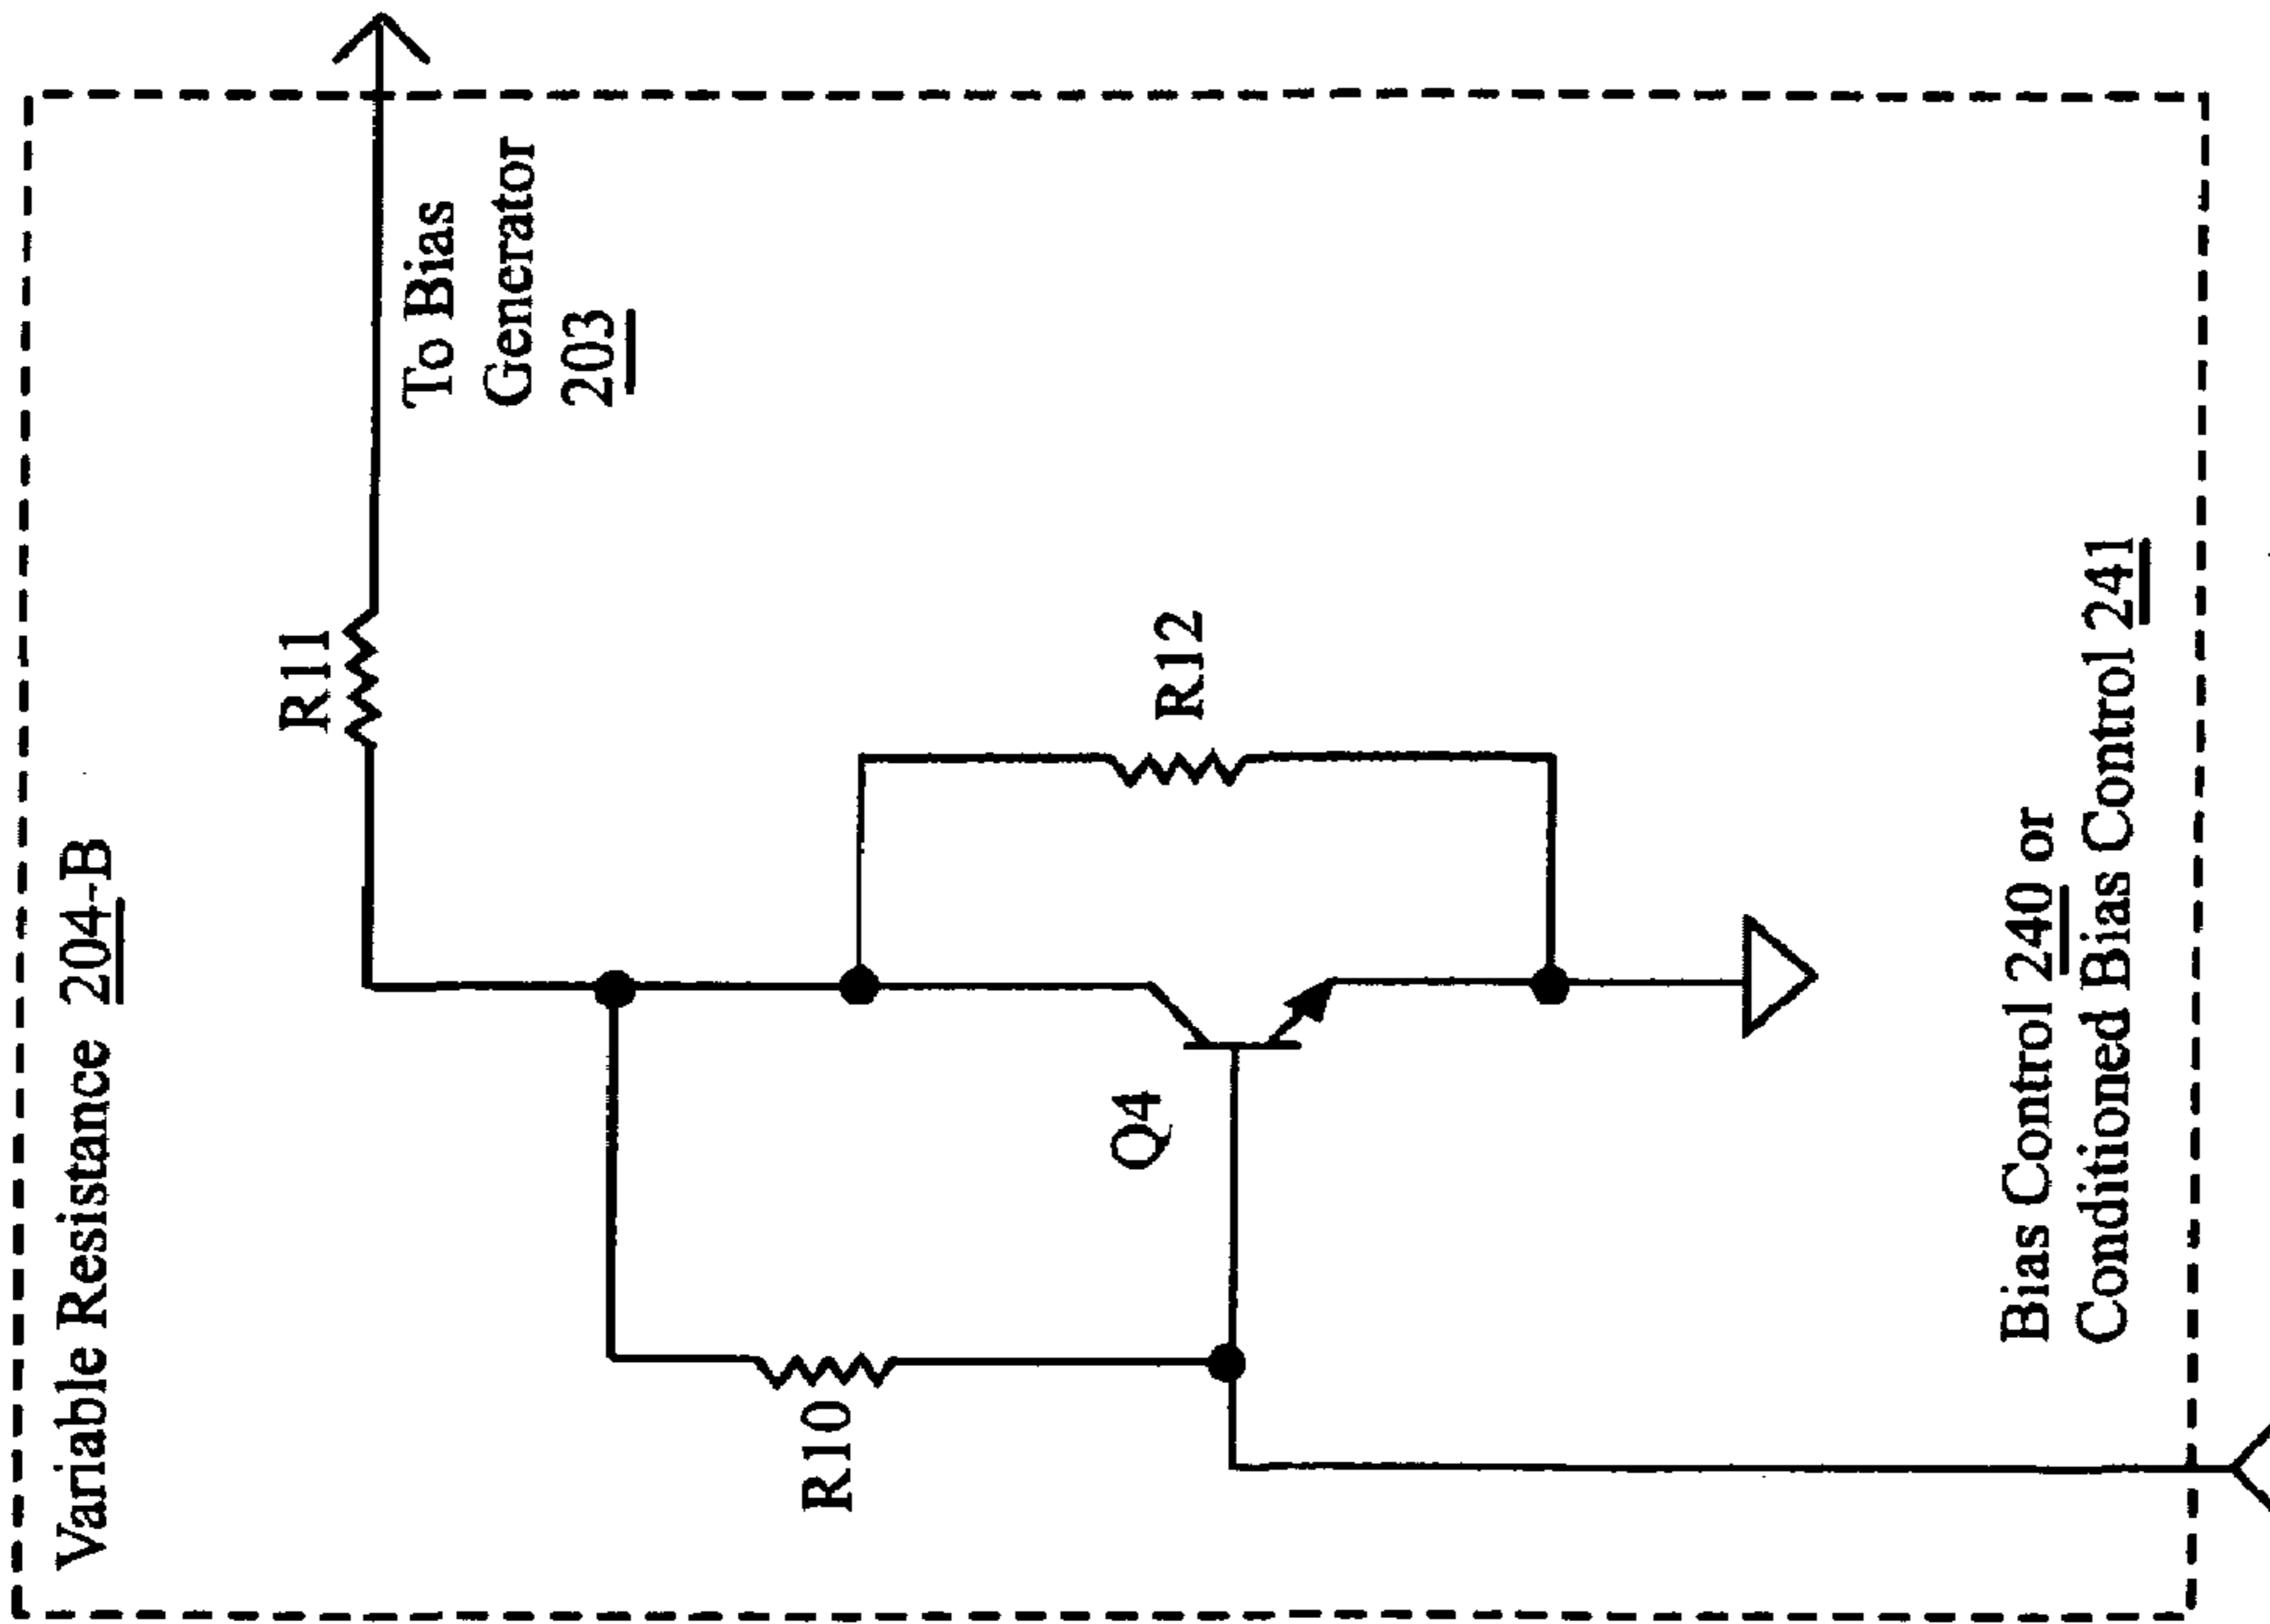 Variable Resistance 204-B
R11
To Bias
Generator
203
R10
Q4
R12
Bias Control 240 or
Conditioned Bias Control 241